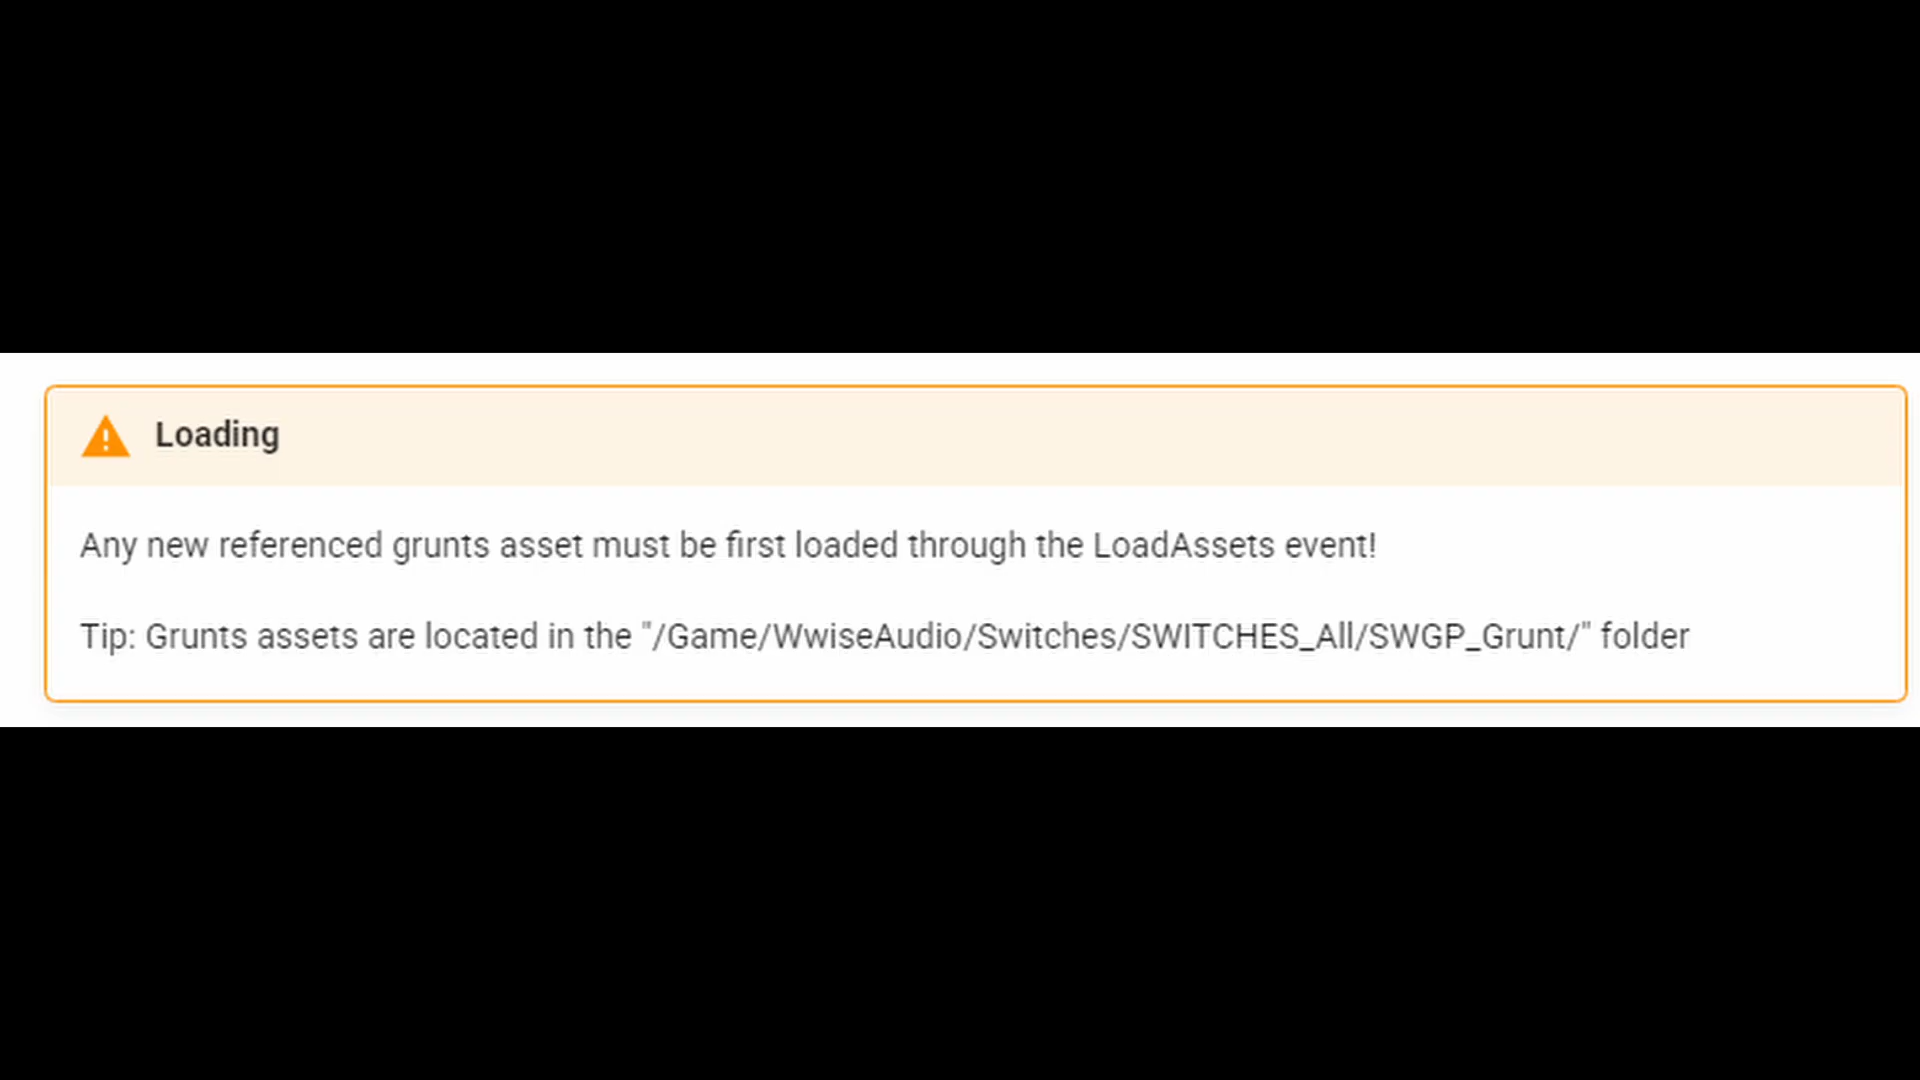 Loading
Any new referenced grunts asset must be first loaded through the LoadAssets event!
Tip: Grunts assets are located in the "/Game/WwiseAudio/Switches/SWITCHES_All/SWGP_Grunt/" folder